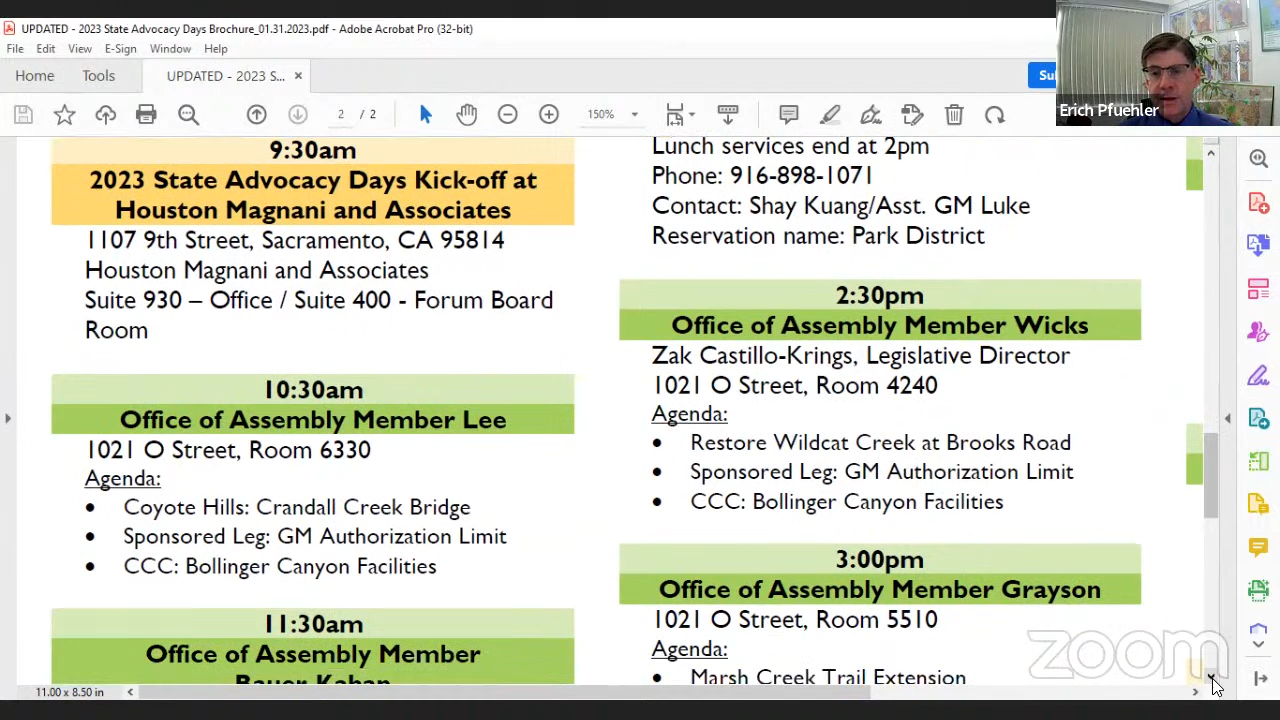 UPDATED - 2023 State Advocacy Days Brochure_01.31.2023.pdf - Adobe Acrobat Pro (32-bit)
File Edit View E-Sign Window Help
Home Tools UPDATED - 2023 S... ×
2 / 2 150%
Erich Pfuehler
9:30am
2023 State Advocacy Days Kick-off at
Houston Magnani and Associates
1107 9th Street, Sacramento, CA 95814
Houston Magnani and Associates
Suite 930 – Office / Suite 400 - Forum Board
Room
10:30am
Office of Assembly Member Lee
1021 O Street, Room 6330
Agenda:
• Coyote Hills: Crandall Creek Bridge
• Sponsored Leg: GM Authorization Limit
• CCC: Bollinger Canyon Facilities
11:30am
Office of Assembly Member
Bauer Kahan
Lunch services end at 2pm
Phone: 916-898-1071
Contact: Shay Kuang/Asst. GM Luke
Reservation name: Park District
2:30pm
Office of Assembly Member Wicks
Zak Castillo-Krings, Legislative Director
1021 O Street, Room 4240
Agenda:
• Restore Wildcat Creek at Brooks Road
• Sponsored Leg: GM Authorization Limit
• CCC: Bollinger Canyon Facilities
3:00pm
Office of Assembly Member Grayson
1021 O Street, Room 5510
Agenda:
• Marsh Creek Trail Extension
zoom
11.00 x 8.50 in